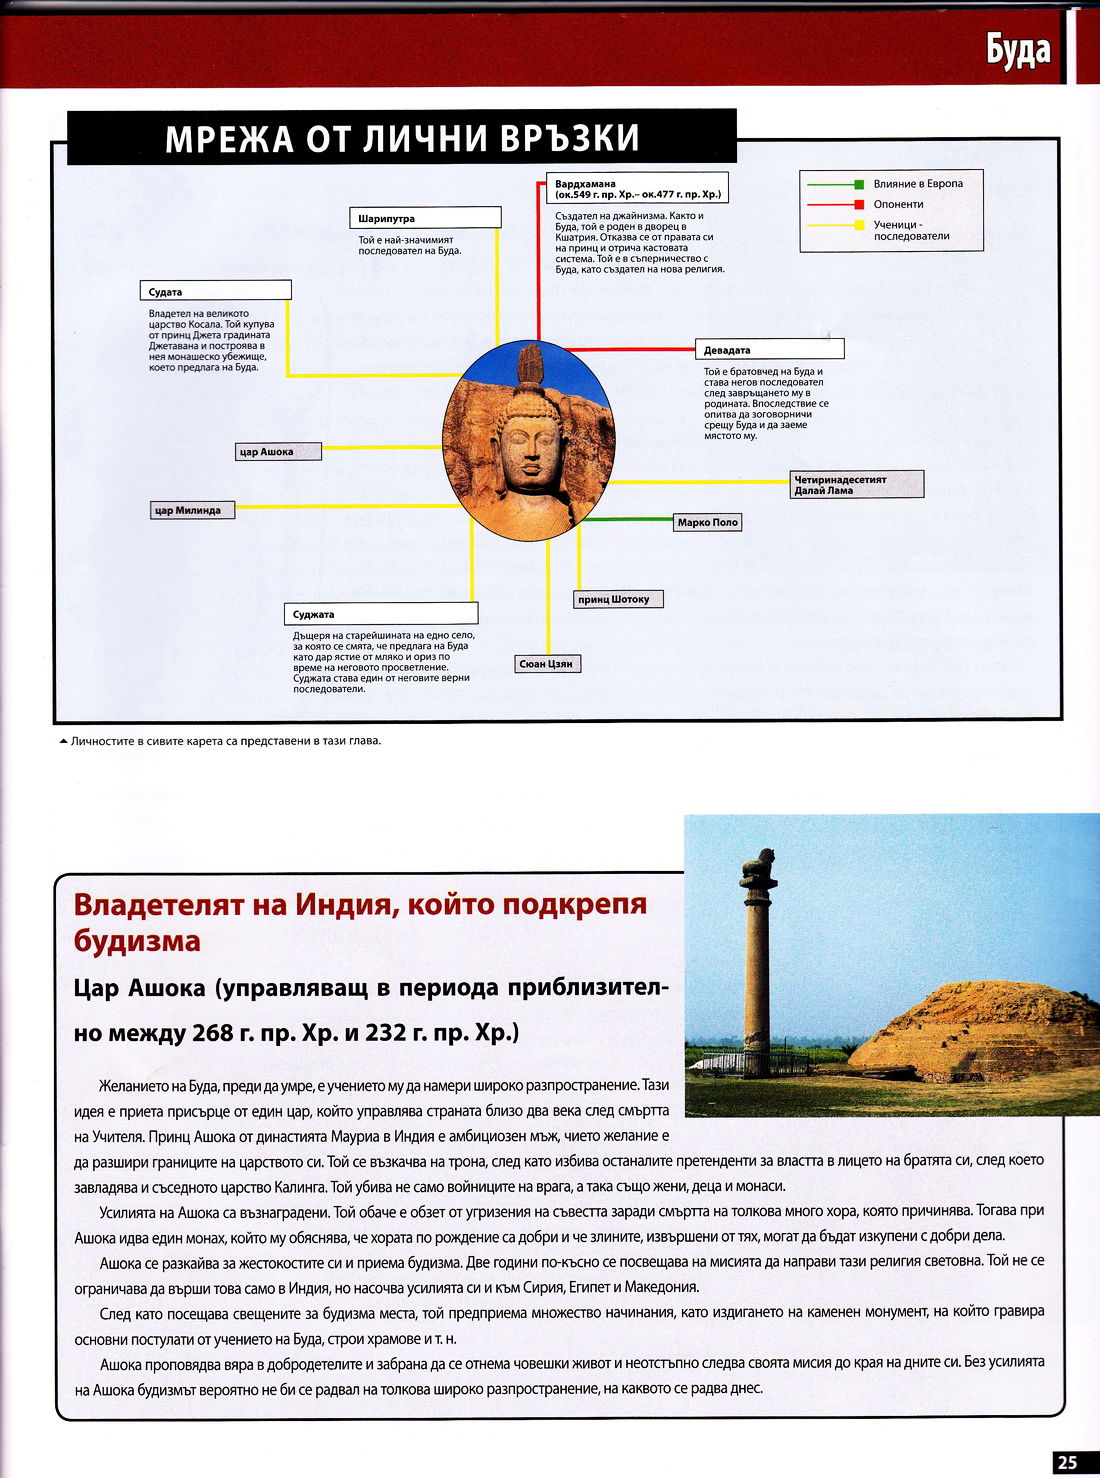 Буда
МРЕЖА ОТ ЛИЧНИ ВРЪЗКИ
Вардхамана
(ок.549 г. пр. Хр.– ок.477 г. пр. Хр.)
Създател на джайнизма. Както и
Буда, той е роден в дворец в
Кшатрия. Отказва се от правата си
на принц и отрича кастовата
система. Той е в съперничество с
Буда, като създател на нова религия.
Влияние в Европа
Опоненти
Ученици -
последователи
Шарипутра
Той е най-значимият
последовател на Буда.
Судата
Владетел на великото
царство Косала. Той купува
от принц Джета градината
Джетавана и построява в
нея монашеско убежище,
което предлага на Буда.
Девадата
Той е братовчед на Буда и
става негов последовател
след завръщането му в
родината. Впоследствие се
опитва да зоговорничи
срещу Буда и да заеме
мястото му.
цар Ашока
Четиринадесетият
Далай Лама
цар Милинда
Марко Поло
принц Шотоку
Суджата
Дъщеря на старейшината на едно село,
за която се смята, че предлага на Буда
като дар ястие от мляко и ориз по
време на неговото просветление.
Суджата става един от неговите верни
последователи.
Сюан Цзян
Личностите в сивите карета са представени в тази глава.
Владетелят на Индия, който подкрепя
будизма
Цар Ашока (управляващ в периода приблизител-
но между 268 г. пр. Хр. и 232 г. пр. Хр.)
Желанието на Буда, преди да умре, е учението му да намери широко разпространение. Тази
идея е приета присърце от един цар, който управлява страната близо два века след смъртта
на Учителя. Принц Ашока от династията Мауриа в Индия е амбициозен мъж, чието желание е
да разшири границите на царството си. Той се възкачва на трона, след като избива останалите претенденти за властта в лицето на братята си, след което
завладява и съседното царство Калинга. Той убива не само войниците на врага, а така също жени, деца и монаси.
Усилията на Ашока са възнаградени. Той обаче е обзет от угризения на съвестта заради смъртта на толкова много хора, която причинява. Тогава при
Ашока идва един монах, който му обяснява, че хората по рождение са добри и че злините, извършени от тях, могат да бъдат изкупени с добри дела.
Ашока се разкайва за жестокостите си и приема будизма. Две години по-късно се посвещава на мисията да направи тази религия световна. Той не се
ограничава да върши това само в Индия, но насочва усилията си и към Сирия, Египет и Македония.
След като посещава свещените за будизма места, той предприема множество начинания, като издигането на каменен монумент, на който гравира
основни постулати от учението на Буда, строи храмове и т. н.
Ашока проповядва вяра в добродетелите и забрана да се отнема човешки живот и неотстъпно следва своята мисия до края на дните си. Без усилията
на Ашока будизмът вероятно не би се радвал на толкова широко разпространение, на каквото се радва днес.
25